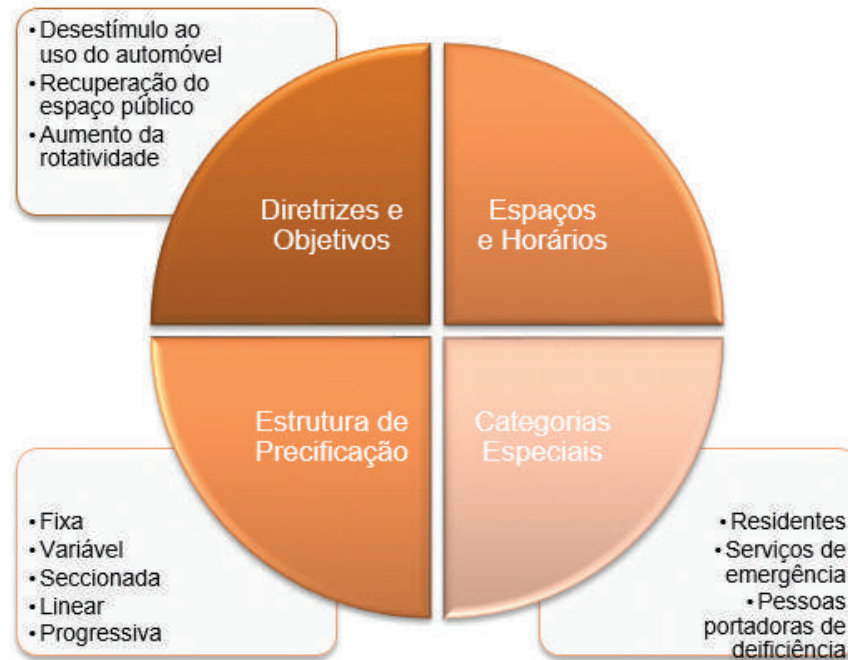 • Desestímulo ao
uso do automóvel
• Recuperação do
espaço público
• Aumento da
rotatividade
Diretrizes e
Objetivos
Espaços
e Horários
Estrutura de
Precificação
Categorias
Especiais
• Fixa
• Variável
• Seccionada
• Linear
• Progressiva
• Residentes
• Serviços de
emergência
• Pessoas
portadoras de
deificiência